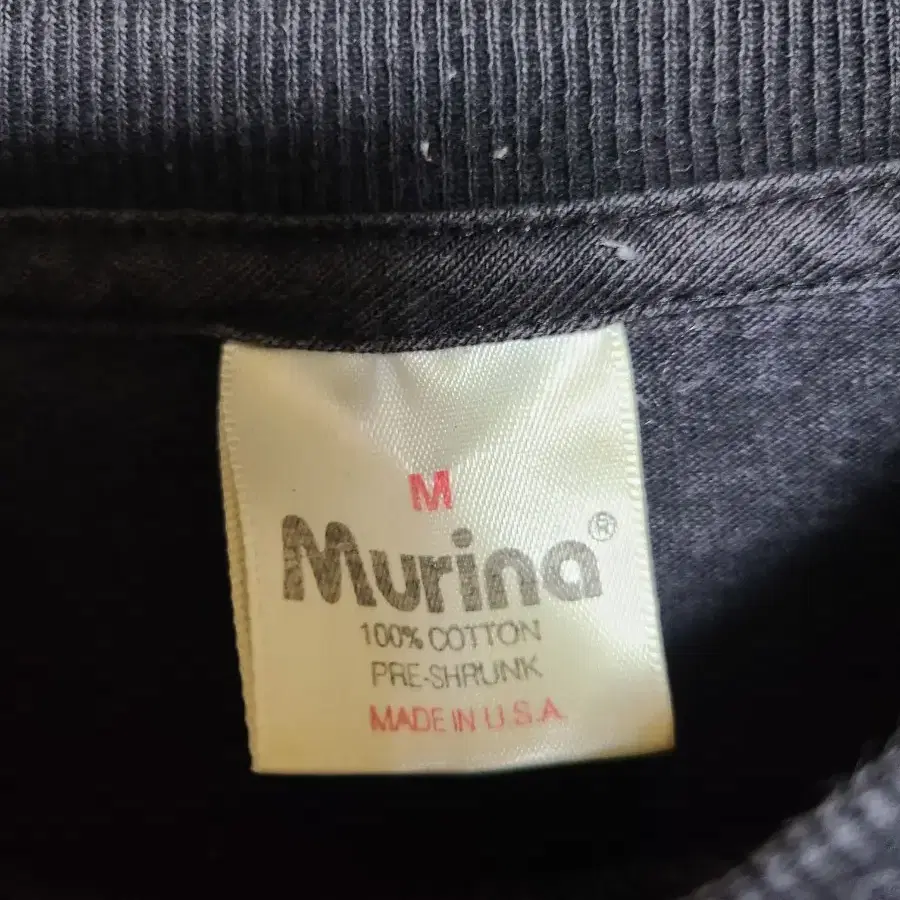 M
Murina®
100% COTTON
PRE-SHRUNK
MADE IN U.S.A.